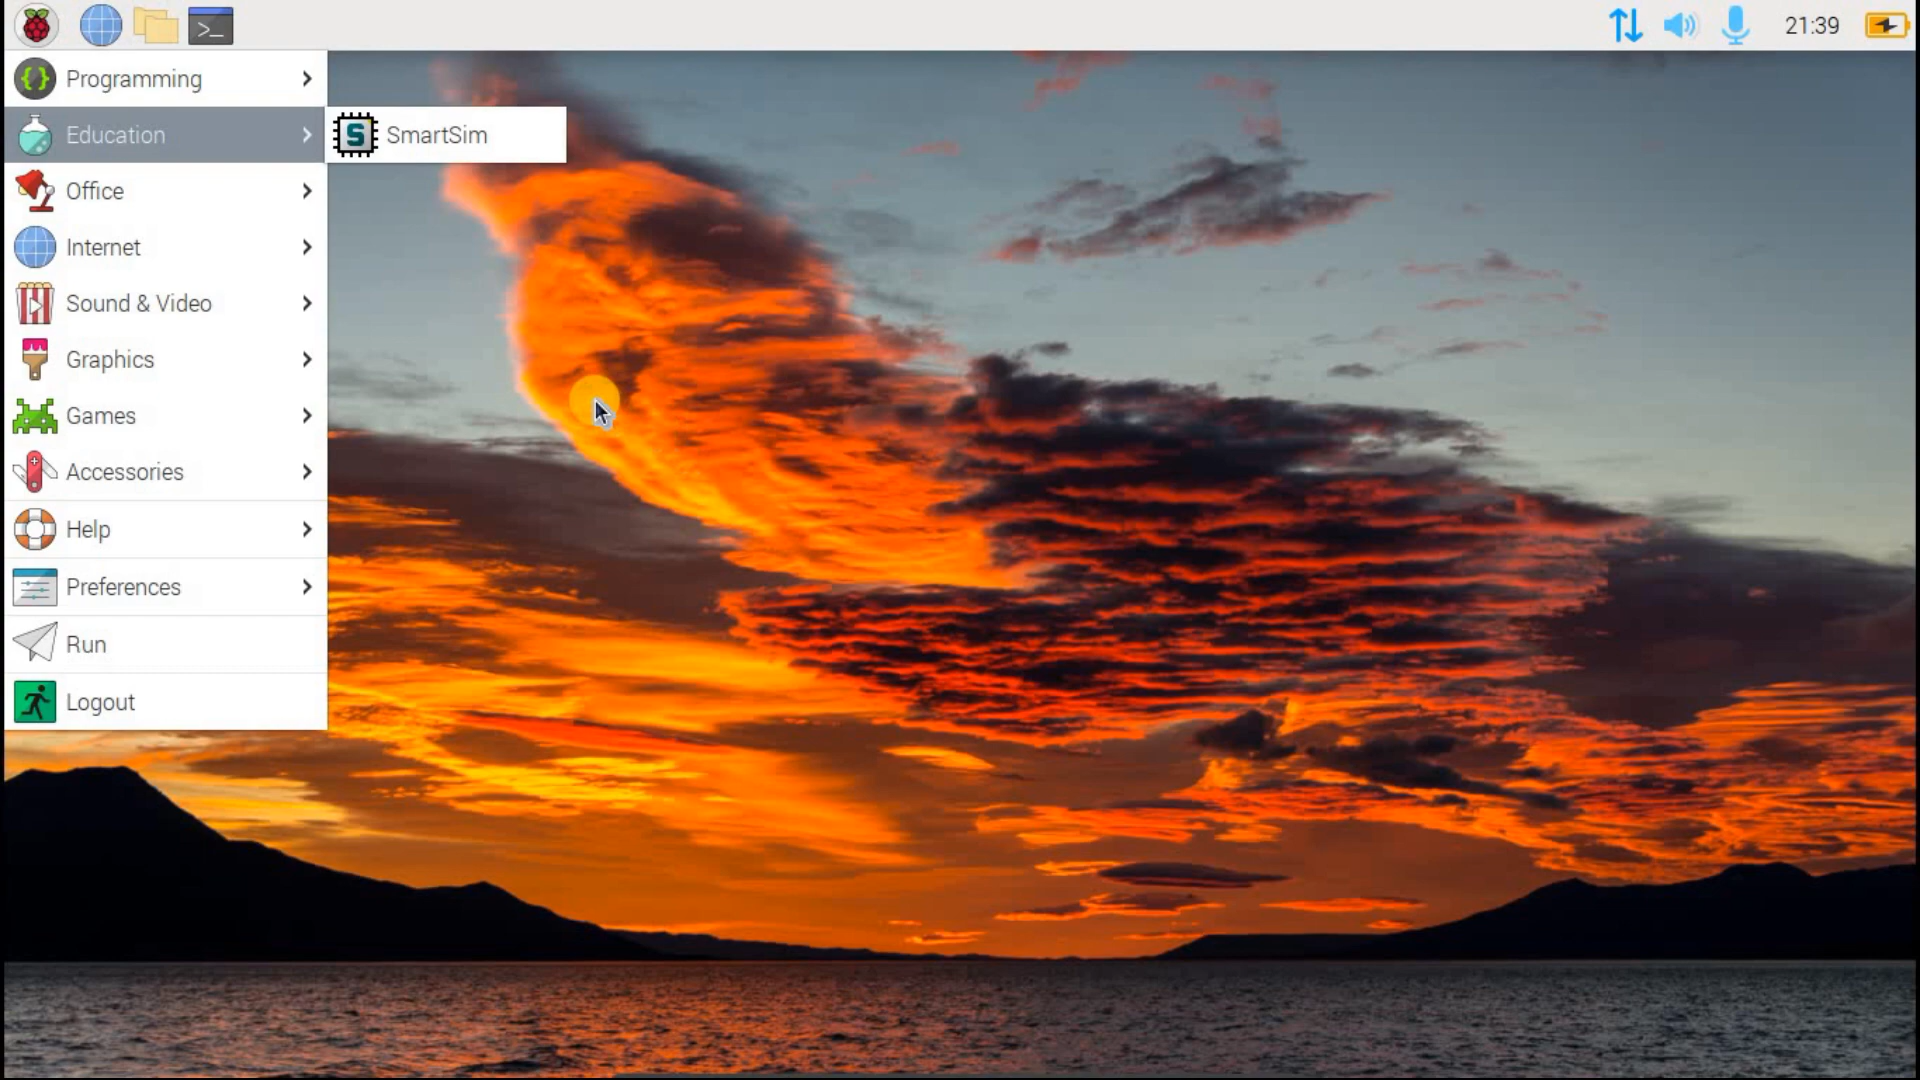 >_
21:39
Programming
Education
SmartSim
Office
Internet
Sound & Video
Graphics
Games
Accessories
Help
Preferences
Run
Logout